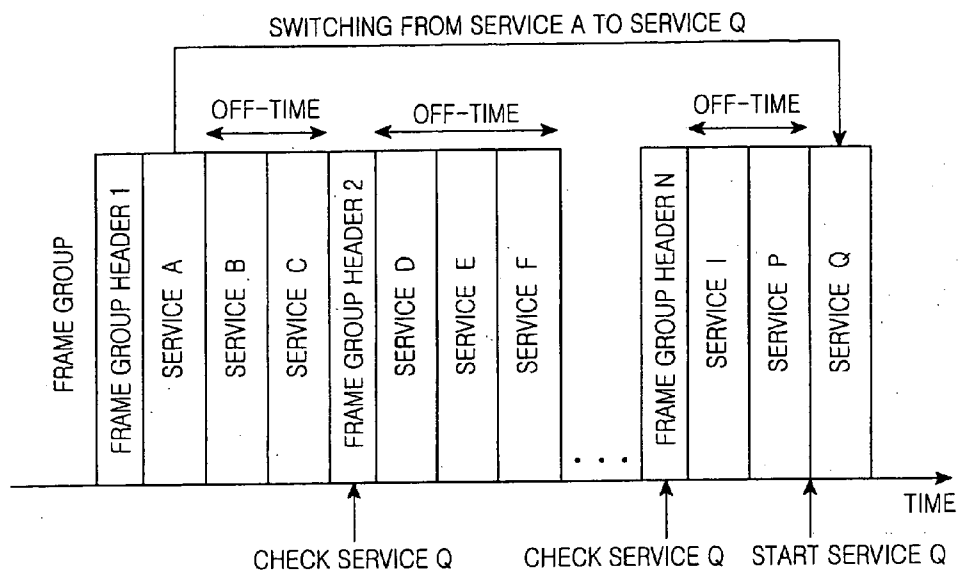 SWITCHING FROM SERVICE A TO SERVICE Q
OFF-TIME
OFF-TIME
OFF-TIME
FRAME GROUP
FRAME GROUP HEADER 1
SERVICE A
SERVICE B
SERVICE C
FRAME GROUP HEADER 2
SERVICE D
SERVICE E
SERVICE F
...
FRAME GROUP HEADER N
SERVICE I
SERVICE P
SERVICE Q
TIME
CHECK SERVICE Q
CHECK SERVICE Q
START SERVICE Q